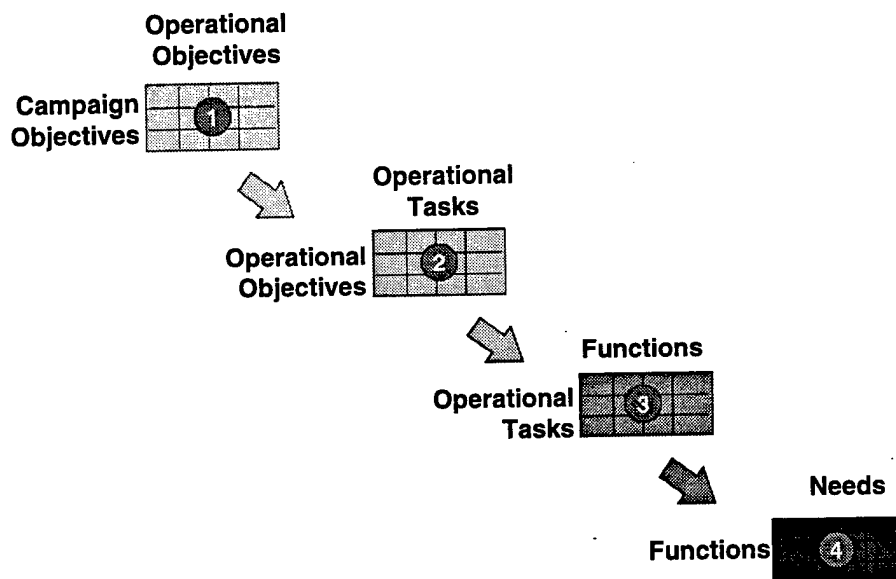 Operational
Objectives
Campaign
Objectives
1
Operational
Tasks
Operational
Objectives
2
Functions
Operational
Tasks
3
Needs
Functions
4